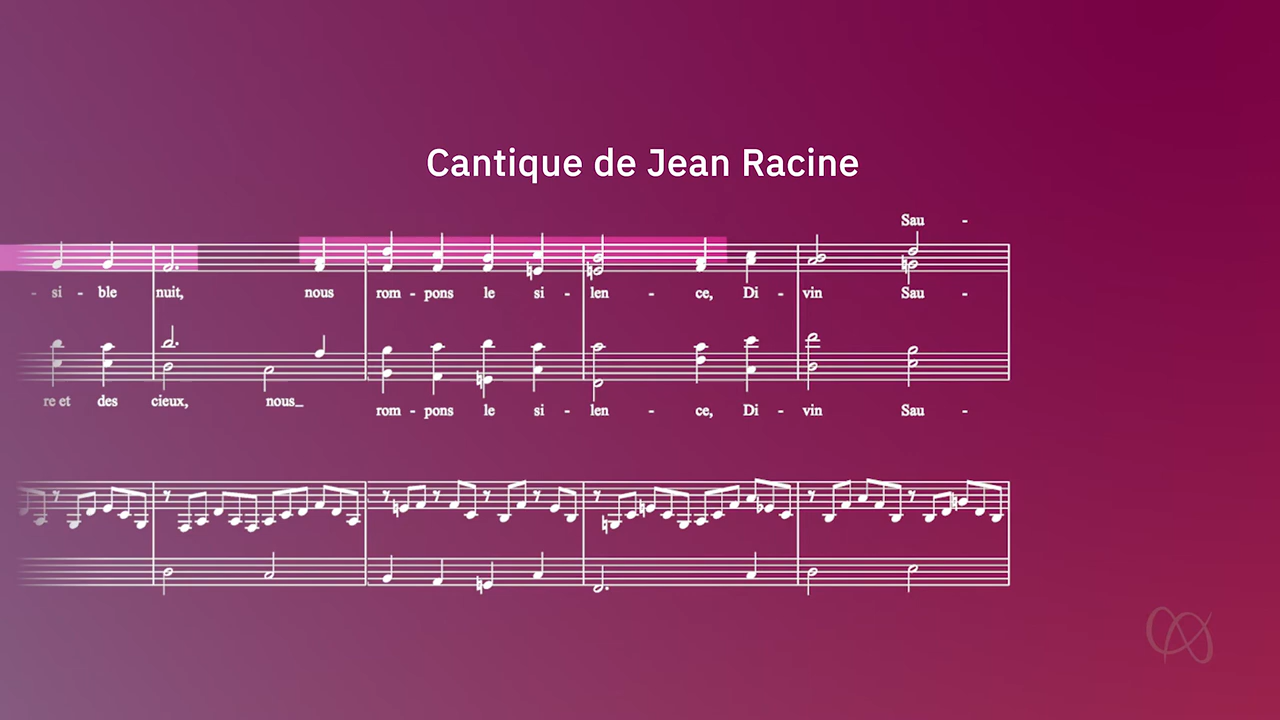 Cantique de Jean Racine
Sau -
- si - ble nuit, nous rom - pons le si - len - ce, Di - vin Sau -
re et des cieux, nous_
rom - pons le si - len - ce, Di - vin Sau -